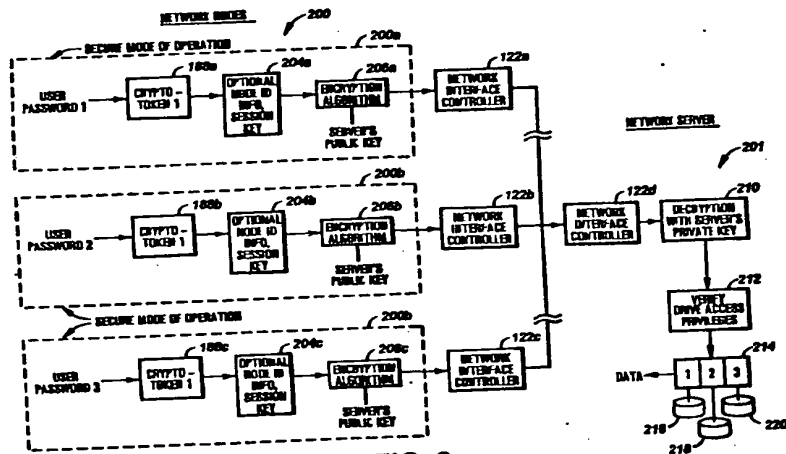 NETWORK NODES
200
SECURE MODE OF OPERATION
200a
USER
PASSWORD 1
188a
CRYPTO -
TOKEN 1
204a
OPTIONAL
NODE ID
INFO,
SESSION
KEY
206a
ENCRYPTION
ALGORITHM
SERVER'S
PUBLIC KEY
122a
NETWORK
INTERFACE
CONTROLLER
NETWORK SERVER
201
200b
USER
PASSWORD 2
188b
CRYPTO -
TOKEN 1
204b
OPTIONAL
NODE ID
INFO,
SESSION
KEY
206b
ENCRYPTION
ALGORITHM
SERVER'S
PUBLIC KEY
122b
NETWORK
INTERFACE
CONTROLLER
122d
NETWORK
INTERFACE
CONTROLLER
210
DECRYPTION
WITH SERVER'S
PRIVATE KEY
212
VERIFY
DRIVE ACCESS
PRIVILEGES
SECURE MODE OF OPERATION
200b
USER
PASSWORD 3
188c
CRYPTO -
TOKEN 1
204c
OPTIONAL
NODE ID
INFO,
SESSION
KEY
206c
ENCRYPTION
ALGORITHM
SERVER'S
PUBLIC KEY
122c
NETWORK
INTERFACE
CONTROLLER
214
DATA
1 2 3
216
218
220